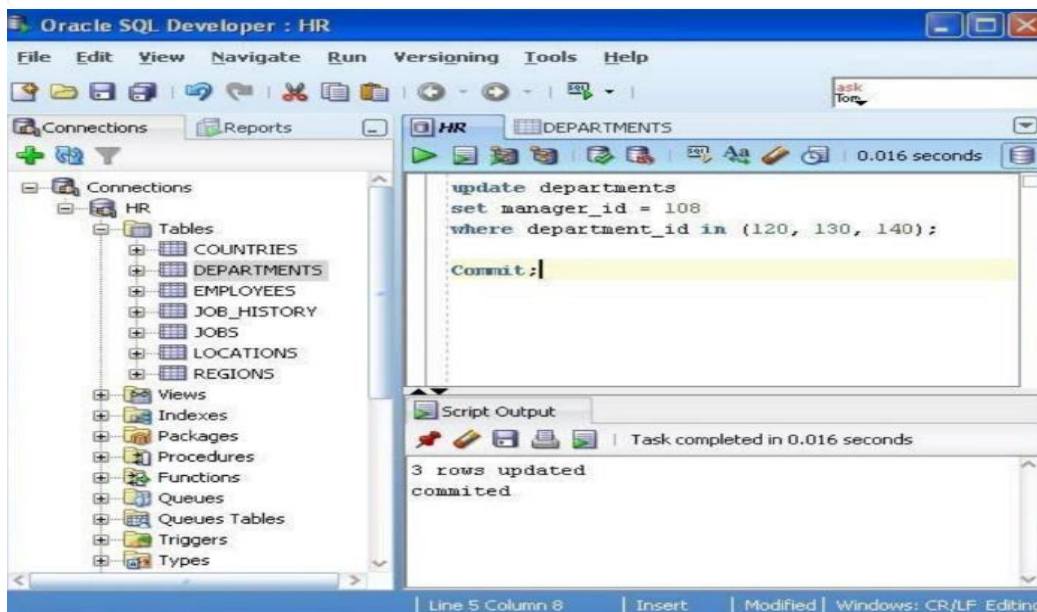 Oracle SQL Developer : HR
File Edit View Navigate Run Versioning Tools Help
ask
Tom
Connections Reports
HR DEPARTMENTS
0.016 seconds
Connections
HR
Tables
COUNTRIES
DEPARTMENTS
EMPLOYEES
JOB_HISTORY
JOBS
LOCATIONS
REGIONS
Views
Indexes
Packages
Procedures
Functions
Queues
Queues Tables
Triggers
Types
update departments
set manager_id = 108
where department_id in (120, 130, 140);
Commit;
Script Output
Task completed in 0.016 seconds
3 rows updated
commited
Line 5 Column 8 Insert Modified Windows: CR/LF Editing